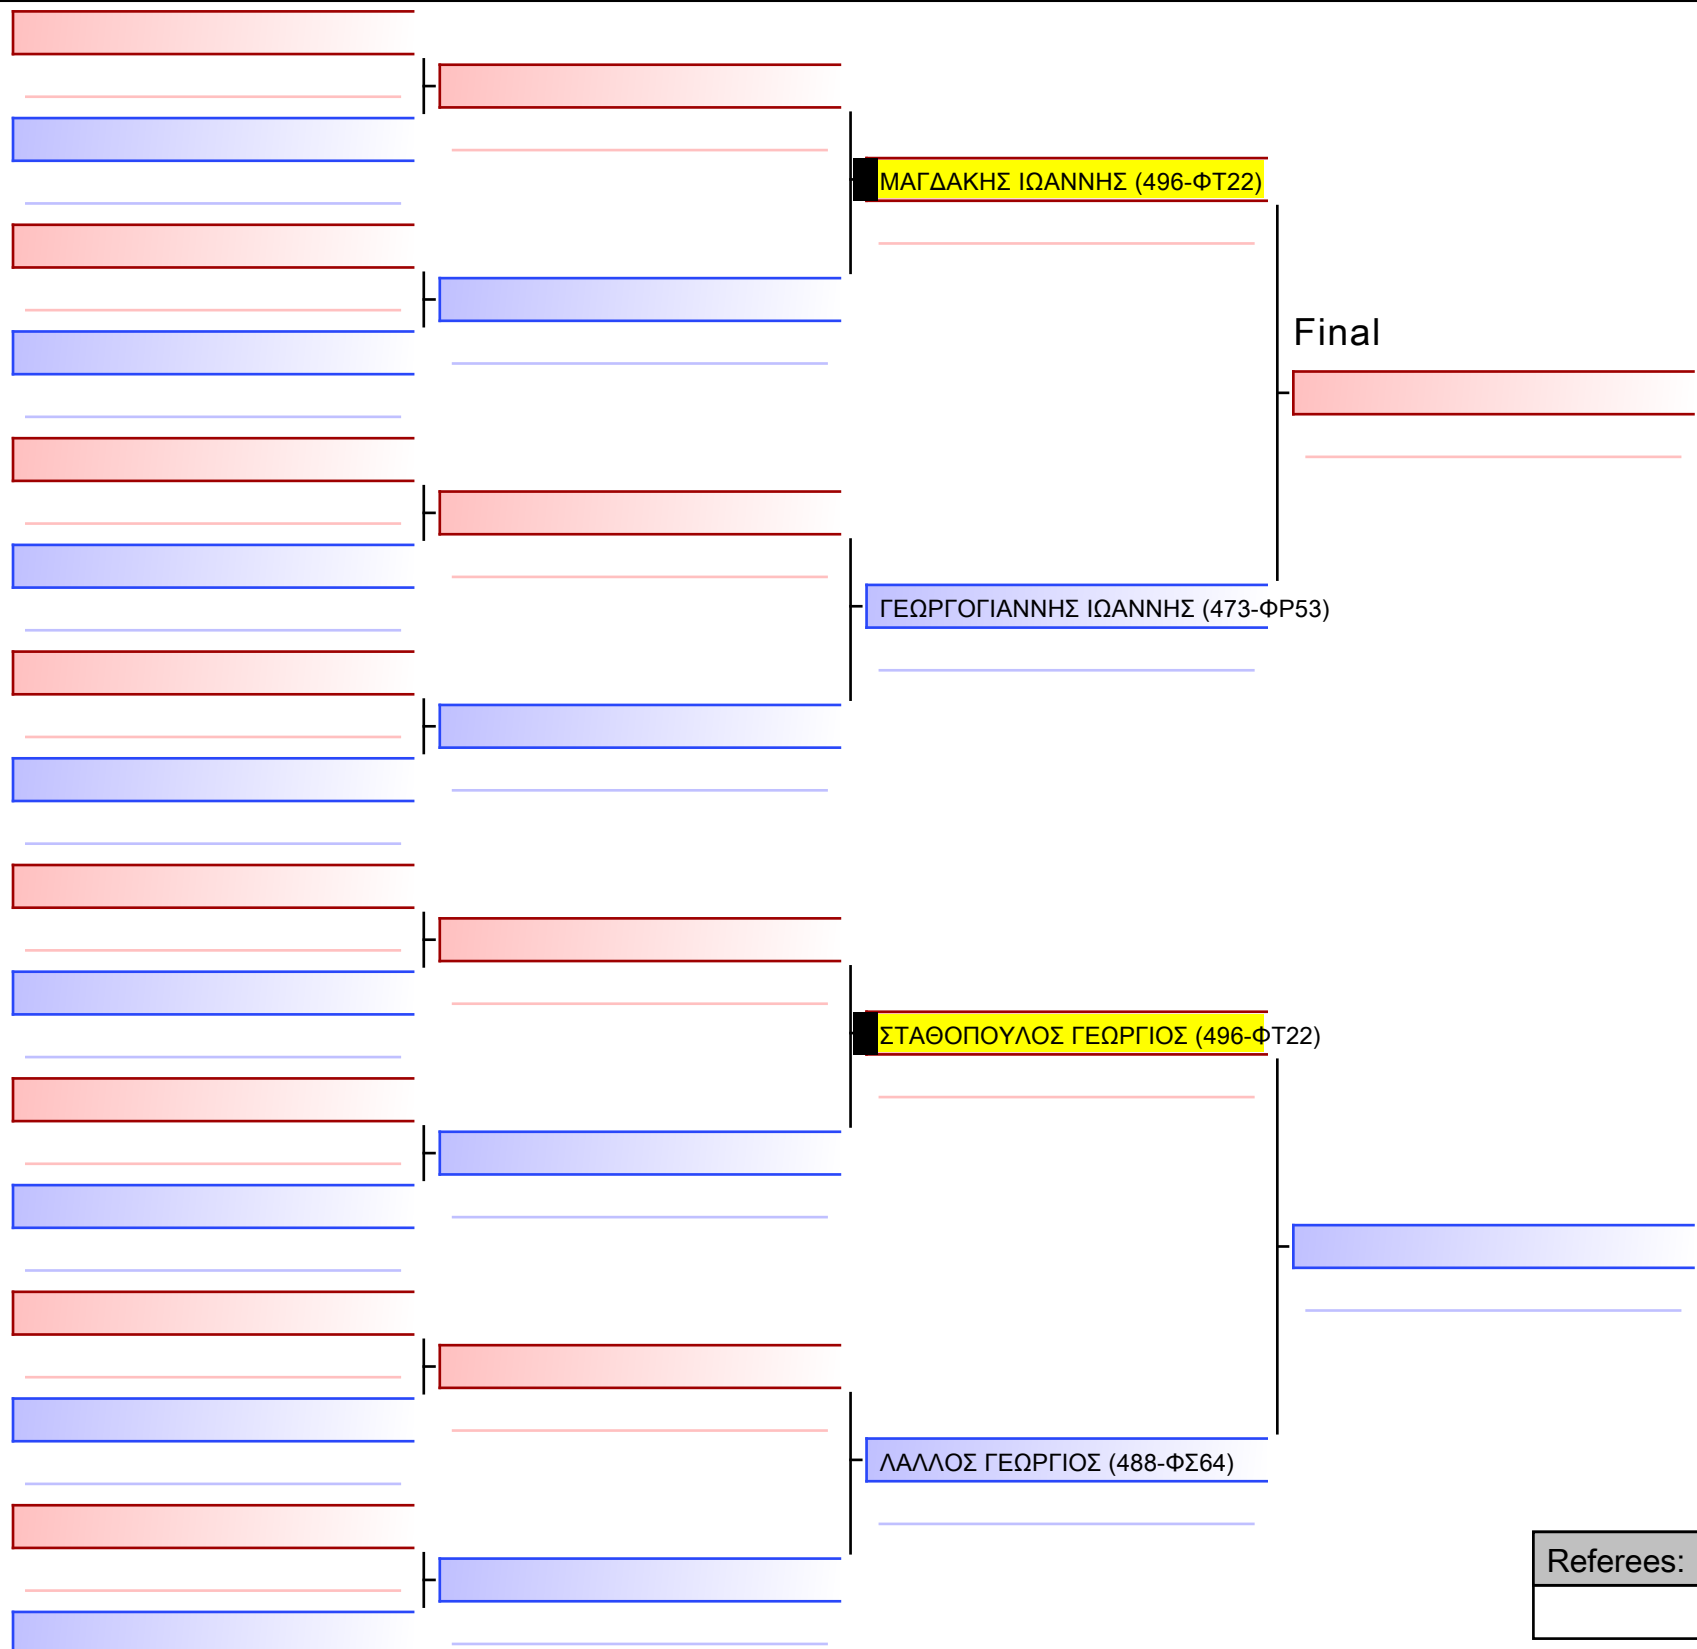 ΜΑΓΔΑΚΗΣ ΙΩΑΝΝΗΣ (496-ΦΤ22)
Final
ΓΕΩΡΓΟΓΙΑΝΝΗΣ ΙΩΑΝΝΗΣ (473-ΦΡ53)
ΣΤΑΘΟΠΟΥΛΟΣ ΓΕΩΡΓΙΟΣ (496-ΦΤ22)
ΛΑΛΛΟΣ ΓΕΩΡΓΙΟΣ (488-ΦΣ64)
Referees: